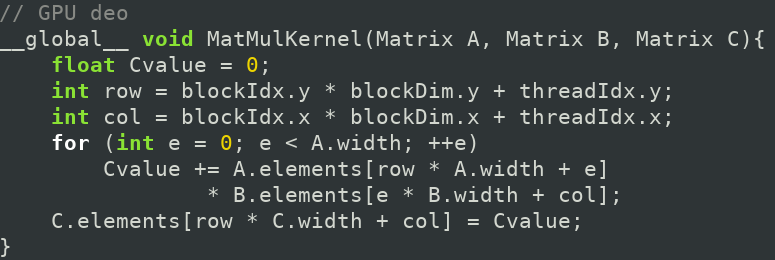 // GPU deo
__global__ void MatMulKernel(Matrix A, Matrix B, Matrix C){
    float Cvalue = 0;
    int row = blockIdx.y * blockDim.y + threadIdx.y;
    int col = blockIdx.x * blockDim.x + threadIdx.x;
    for (int e = 0; e < A.width; ++e)
        Cvalue += A.elements[row * A.width + e]
                * B.elements[e * B.width + col];
    C.elements[row * C.width + col] = Cvalue;
}